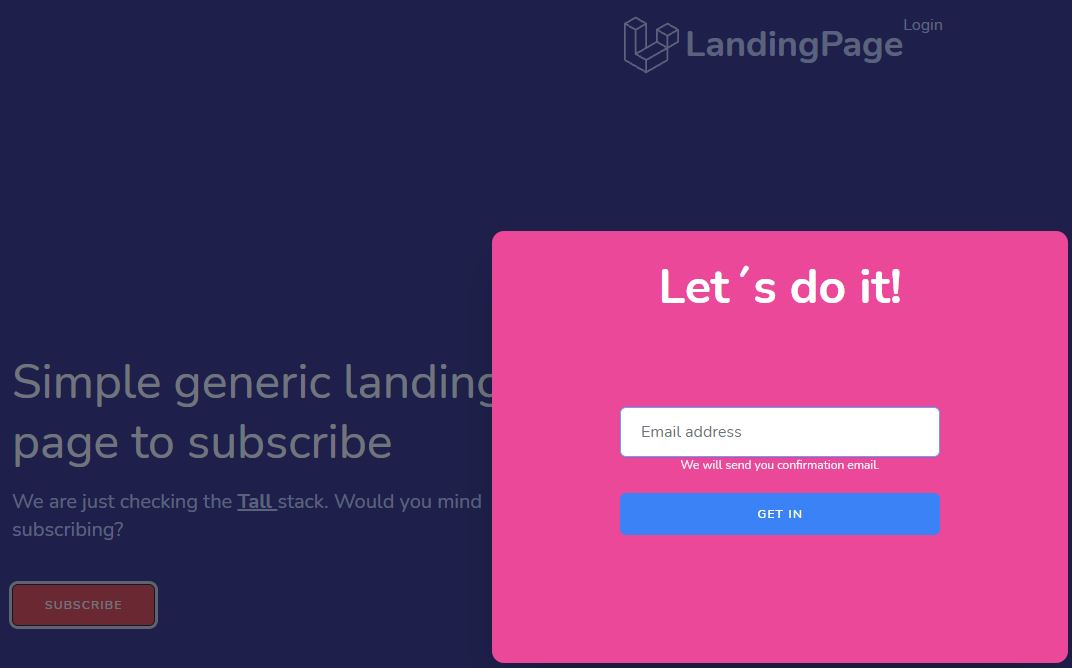 LandingPage
Login
Let´s do it!
Simple generic landing
page to subscribe
We are just checking the Tall stack. Would you mind
subscribing?
SUBSCRIBE
Email address
We will send you confirmation email.
GET IN